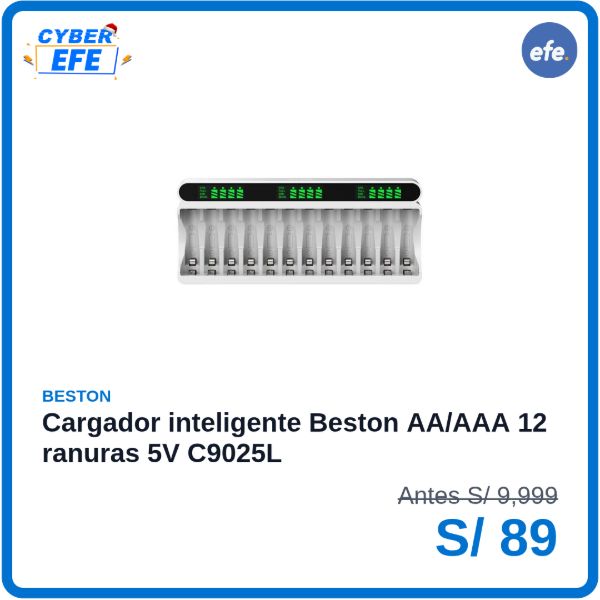 CYBER
EFE
efe.
BESTON
Cargador inteligente Beston AA/AAA 12
ranuras 5V C9025L
Antes S/ 9,999
S/ 89